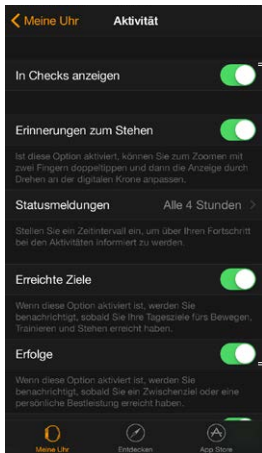 Meine Uhr Aktivität
In Checks anzeigen
Erinnerungen zum Stehen
Ist diese Option aktiviert, können Sie zum Zoomen mit
zwei Fingern doppeltippen und dann die Anzeige durch
Drehen an der digitalen Krone anpassen.
Statusmeldungen Alle 4 Stunden
Stellen Sie ein Zeitintervall ein, um über Ihren Fortschritt
bei den Aktivitäten informiert zu werden.
Erreichte Ziele
Wenn diese Option aktiviert ist, werden Sie
benachrichtigt, sobald Sie Ihre Tagesziele fürs Bewegen,
Trainieren und Stehen erreicht haben.
Erfolge
Wenn diese Option aktiviert ist, werden Sie
benachrichtigt, sobald Sie ein Zwischenziel oder eine
persönliche Bestleistung erreicht haben.
Meine Uhr Entdecken App Store